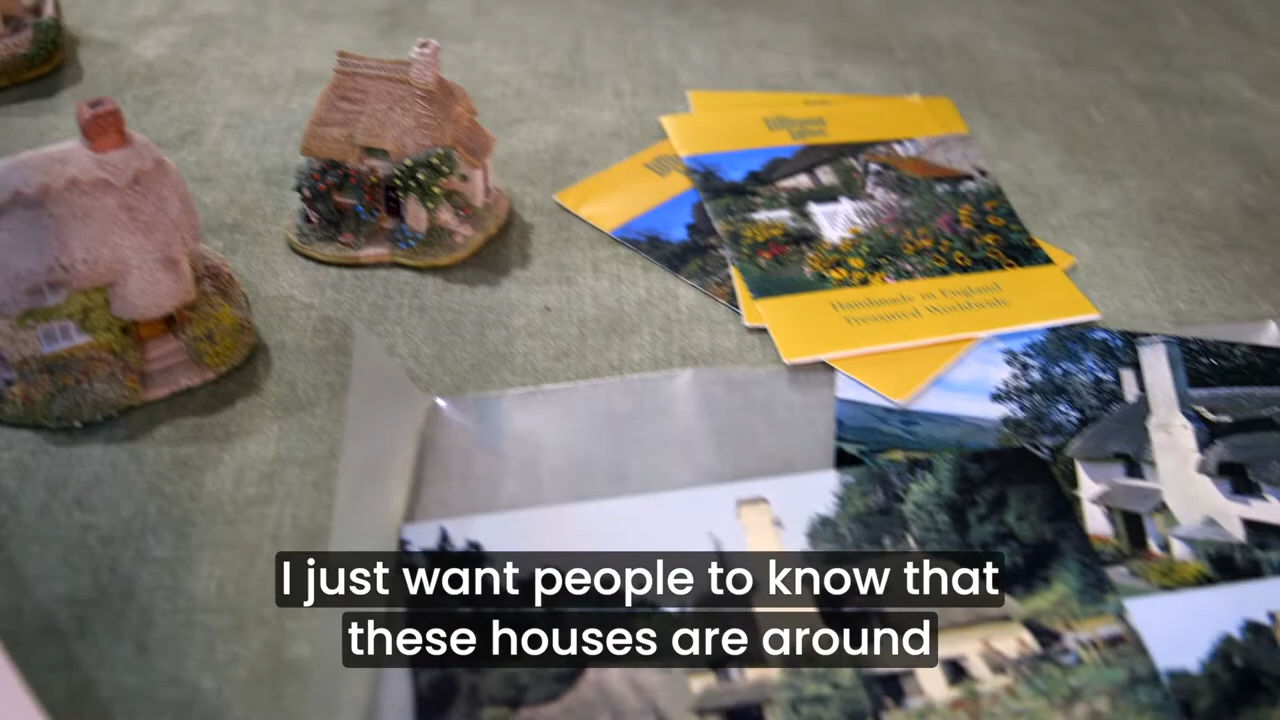 Handmade in England
Treasured Worldwide
I just want people to know that
these houses are around